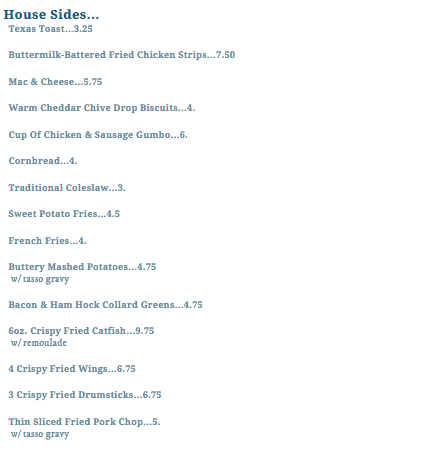 House Sides...
Texas Toast...3.25
Buttermilk-Battered Fried Chicken Strips...7.50
Mac & Cheese...5.75
Warm Cheddar Chive Drop Biscuits...4.
Cup Of Chicken & Sausage Gumbo...6.
Cornbread...4.
Traditional Coleslaw...3.
Sweet Potato Fries...4.5
French Fries...4.
Buttery Mashed Potatoes...4.75
w/ tasso gravy
Bacon & Ham Hock Collard Greens...4.75
6oz. Crispy Fried Catfish...9.75
w/ remoulade
4 Crispy Fried Wings...6.75
3 Crispy Fried Drumsticks...6.75
Thin Sliced Fried Pork Chop...5.
w/ tasso gravy